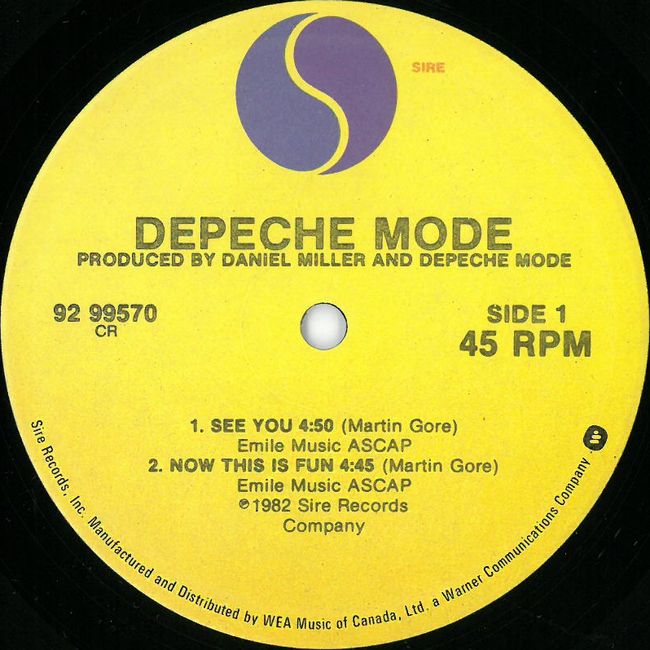 SIRE
DEPECHE MODE
PRODUCED BY DANIEL MILLER AND DEPECHE MODE
92 99570
CR
SIDE 1
45 RPM
1. SEE YOU 4:50 (Martin Gore)
Emile Music ASCAP
2. NOW THIS IS FUN 4:45 (Martin Gore)
Emile Music ASCAP
℗1982 Sire Records
Company
Sire Records, Inc. Manufactured and Distributed by WEA Music of Canada, Ltd. a Warner Communications Company